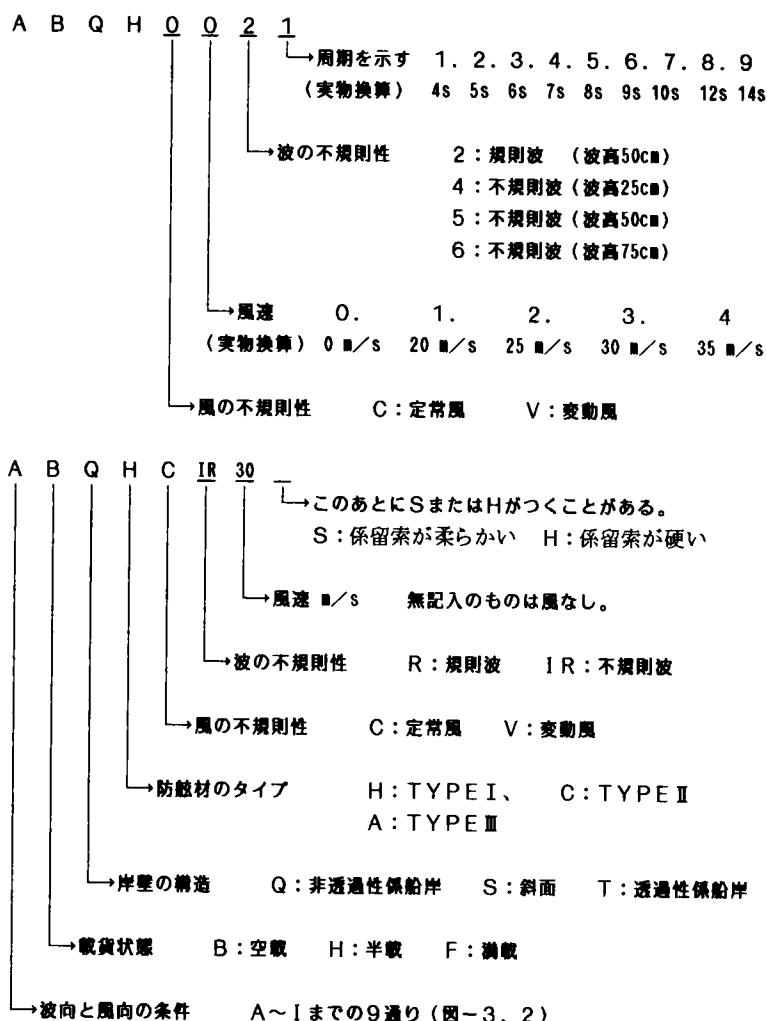 A B Q H 0 0 2 1
周期を示す 1. 2. 3. 4. 5. 6. 7. 8. 9
(実物換算) 4s 5s 6s 7s 8s 9s 10s 12s 14s
波の不規則性 2:規則波 (波高50cm)
4:不規則波(波高25cm)
5:不規則波(波高50cm)
6:不規則波(波高75cm)
風速 0. 1. 2. 3. 4
(実物換算) 0 m/s 20 m/s 25 m/s 30 m/s 35 m/s
風の不規則性 C:定常風 V:変動風
A B Q H C IR 30 _
このあとにSまたはHがつくことがある。
S:係留索が柔らかい H:係留索が硬い
風速 m/s 無記入のものは風なし。
波の不規則性 R:規則波 IR:不規則波
風の不規則性 C:定常風 V:変動風
防舷材のタイプ H:TYPEⅠ、 C:TYPEⅡ
A:TYPEⅢ
岸壁の構造 Q:非透過性係船岸 S:斜面 T:透過性係船岸
載貨状態 B:空載 H:半載 F:満載
波向と風向の条件 A~Iまでの9通り(図-3.2)